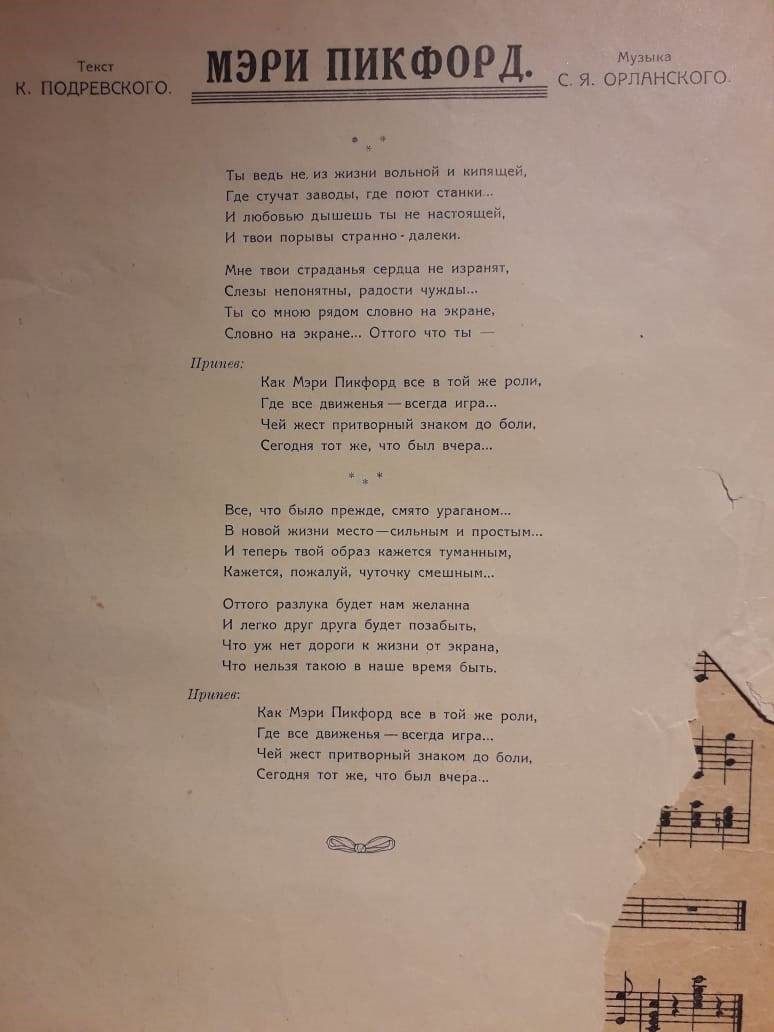 Текст
К. ПОДРЕВСКОГО.
МЭРИ ПИКФОРД.
Музыка
С. Я. ОРЛАНСКОГО.
* * *
Ты ведь не. из жизни вольной и кипящей,
Где стучат заводы, где поют станки...
И любовью дышешь ты не настоящей,
И твои порывы странно - далеки.
Мне твои страданья сердца не изранят,
Слезы непонятны, радости чужды...
Ты со мною рядом словно на экране,
Словно на экране... Оттого что ты —
Припев:
Как Мэри Пикфорд все в той же роли,
Где все движенья — всегда игра...
Чей жест притворный знаком до боли,
Сегодня тот же, что был вчера...
* * *
Все, что было прежде, смято ураганом...
В новой жизни место — сильным и простым...
И теперь твой образ кажется туманным,
Кажется, пожалуй, чуточку смешным...
Оттого разлука будет нам желанна
И легко друг друга будет позабыть,
Что уж нет дороги к жизни от экрана,
Что нельзя такою в наше время быть.
Припев:
Как Мэри Пикфорд все в той же роли,
Где все движенья — всегда игра...
Чей жест притворный знаком до боли,
Сегодня тот же, что был вчера...